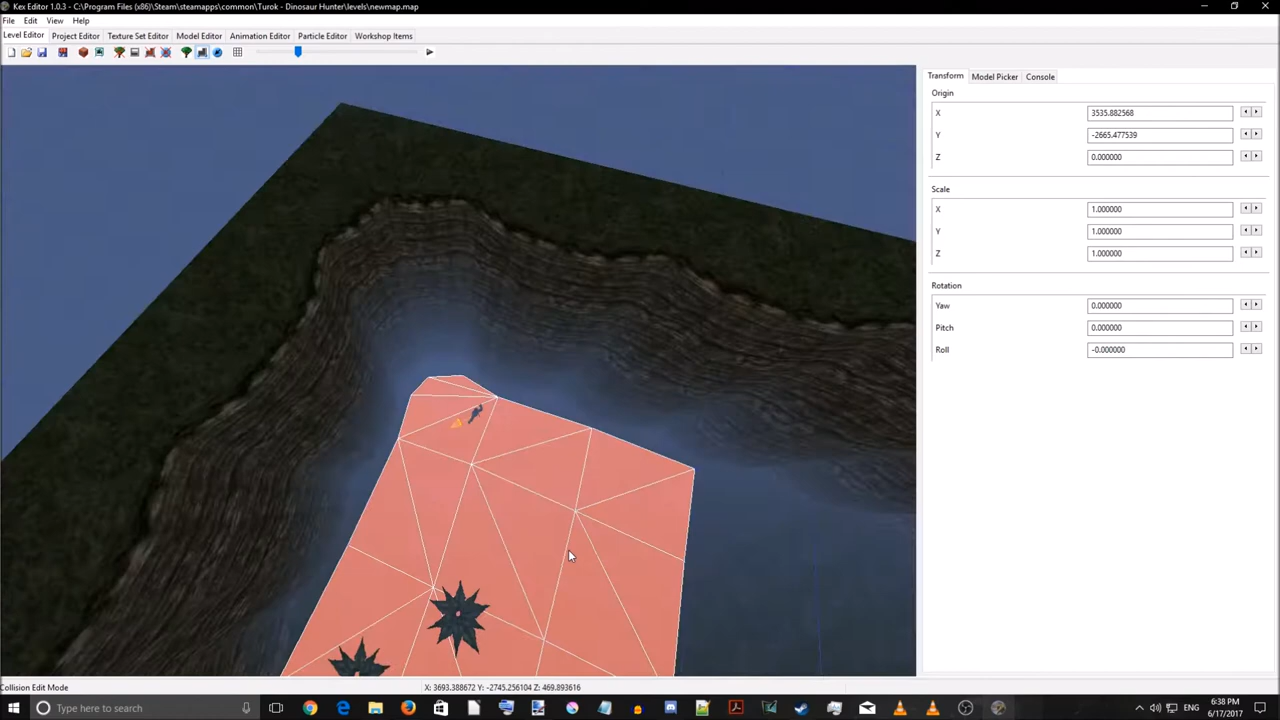 Kex Editor 1.0.3 - C:\Program Files (x86)\Steam\steamapps\common\Turok - Dinosaur Hunter\levels\newmap.map
File Edit View Help
Level Editor Project Editor Texture Set Editor Model Editor Animation Editor Particle Editor Workshop Items
Transform Model Picker Console
Origin
X 3535.882568
Y -2665.477539
Z 0.000000
Scale
X 1.000000
Y 1.000000
Z 1.000000
Rotation
Yaw 0.000000
Pitch 0.000000
Roll -0.000000
Collision Edit Mode X: 3693.388672 Y: -2745.256104 Z: 469.893616
Type here to search
ENG
6:38 PM
6/17/2017